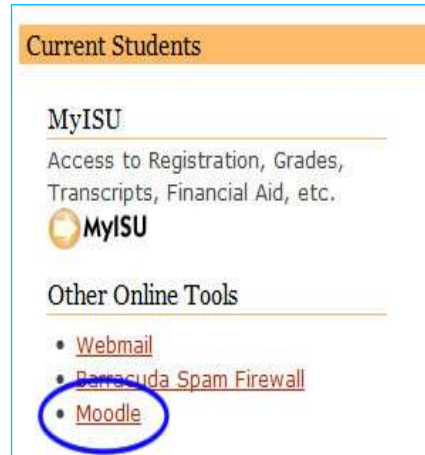 Current Students
MyISU
Access to Registration, Grades,
Transcripts, Financial Aid, etc.
MyISU
Other Online Tools
• Webmail
• Barracuda Spam Firewall
• Moodle